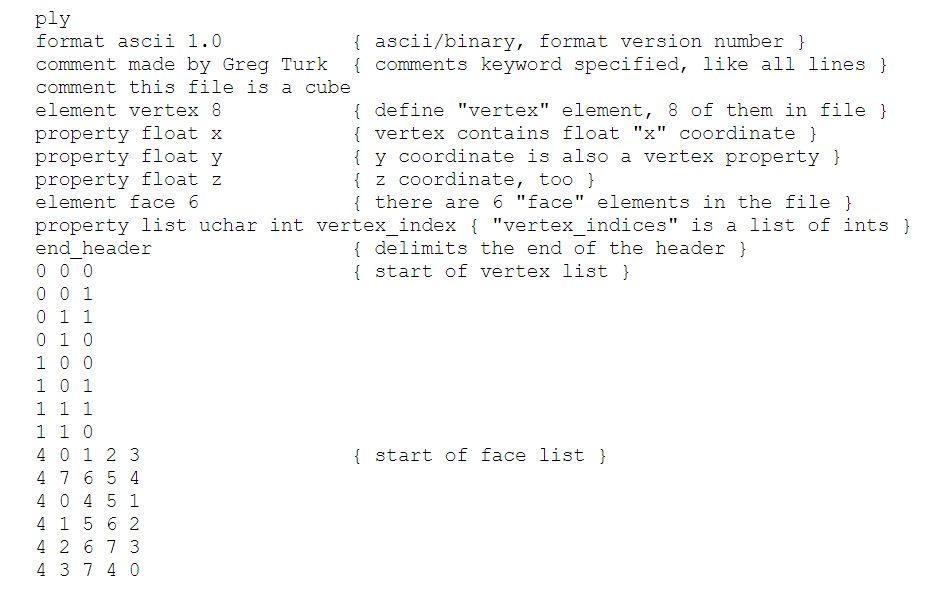 ply
format ascii 1.0 { ascii/binary, format version number }
comment made by Greg Turk { comments keyword specified, like all lines }
comment this file is a cube
element vertex 8 { define "vertex" element, 8 of them in file }
property float x { vertex contains float "x" coordinate }
property float y { y coordinate is also a vertex property }
property float z { z coordinate, too }
element face 6 { there are 6 "face" elements in the file }
property list uchar int vertex_index { "vertex_indices" is a list of ints }
end_header { delimits the end of the header }
0 0 0 { start of vertex list }
0 0 1
0 1 1
0 1 0
1 0 0
1 0 1
1 1 1
1 1 0
4 0 1 2 3 { start of face list }
4 7 6 5 4
4 0 4 5 1
4 1 5 6 2
4 2 6 7 3
4 3 7 4 0